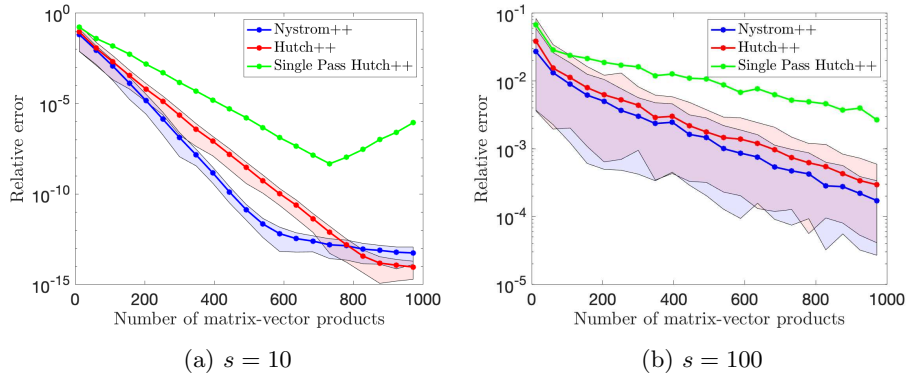 10^0
10^-5
10^-10
10^-15
Relative error
0 200 400 600 800 1000
Number of matrix-vector products
Nystrom++
Hutch++
Single Pass Hutch++
(a) s = 10
10^-1
10^-2
10^-3
10^-4
10^-5
Relative error
0 200 400 600 800 1000
Number of matrix-vector products
Nystrom++
Hutch++
Single Pass Hutch++
(b) s = 100